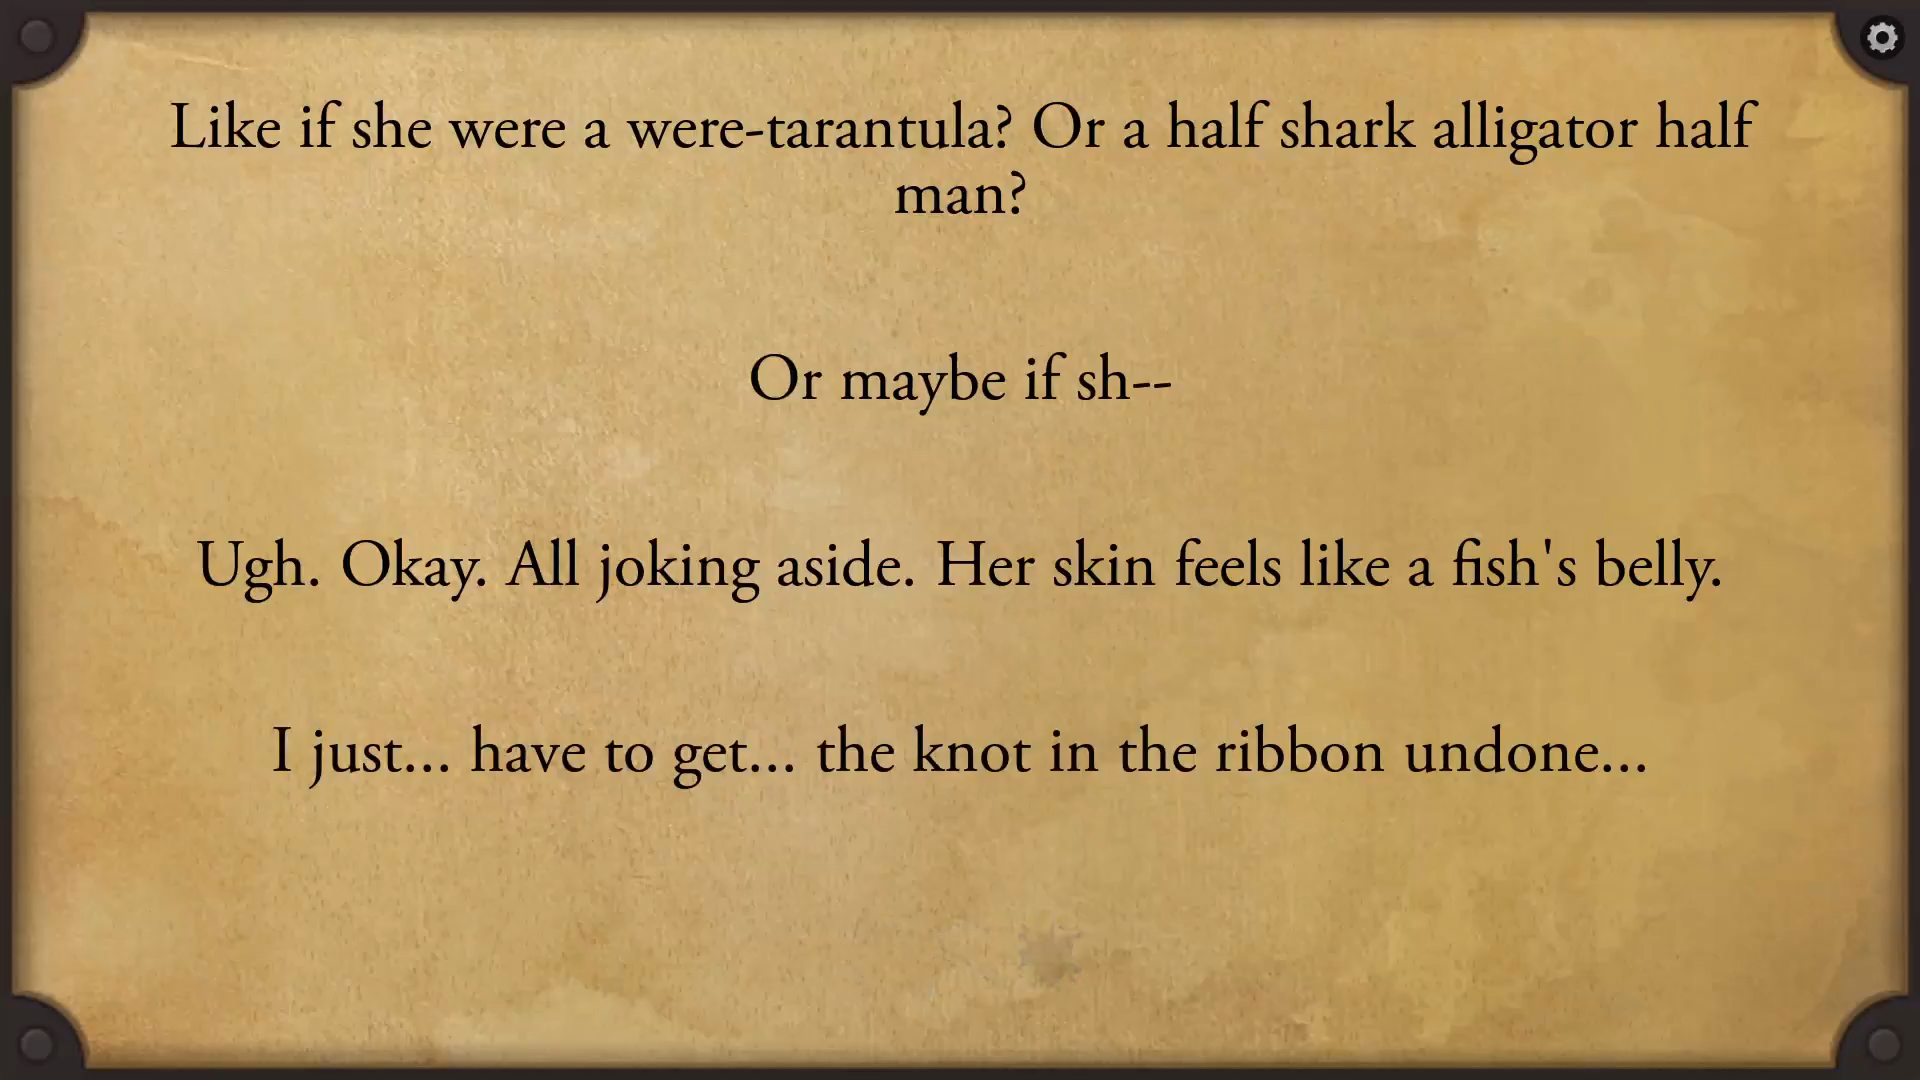 Like if she were a were-tarantula? Or a half shark alligator half
man?
Or maybe if sh--
Ugh. Okay. All joking aside. Her skin feels like a fish's belly.
I just... have to get... the knot in the ribbon undone...